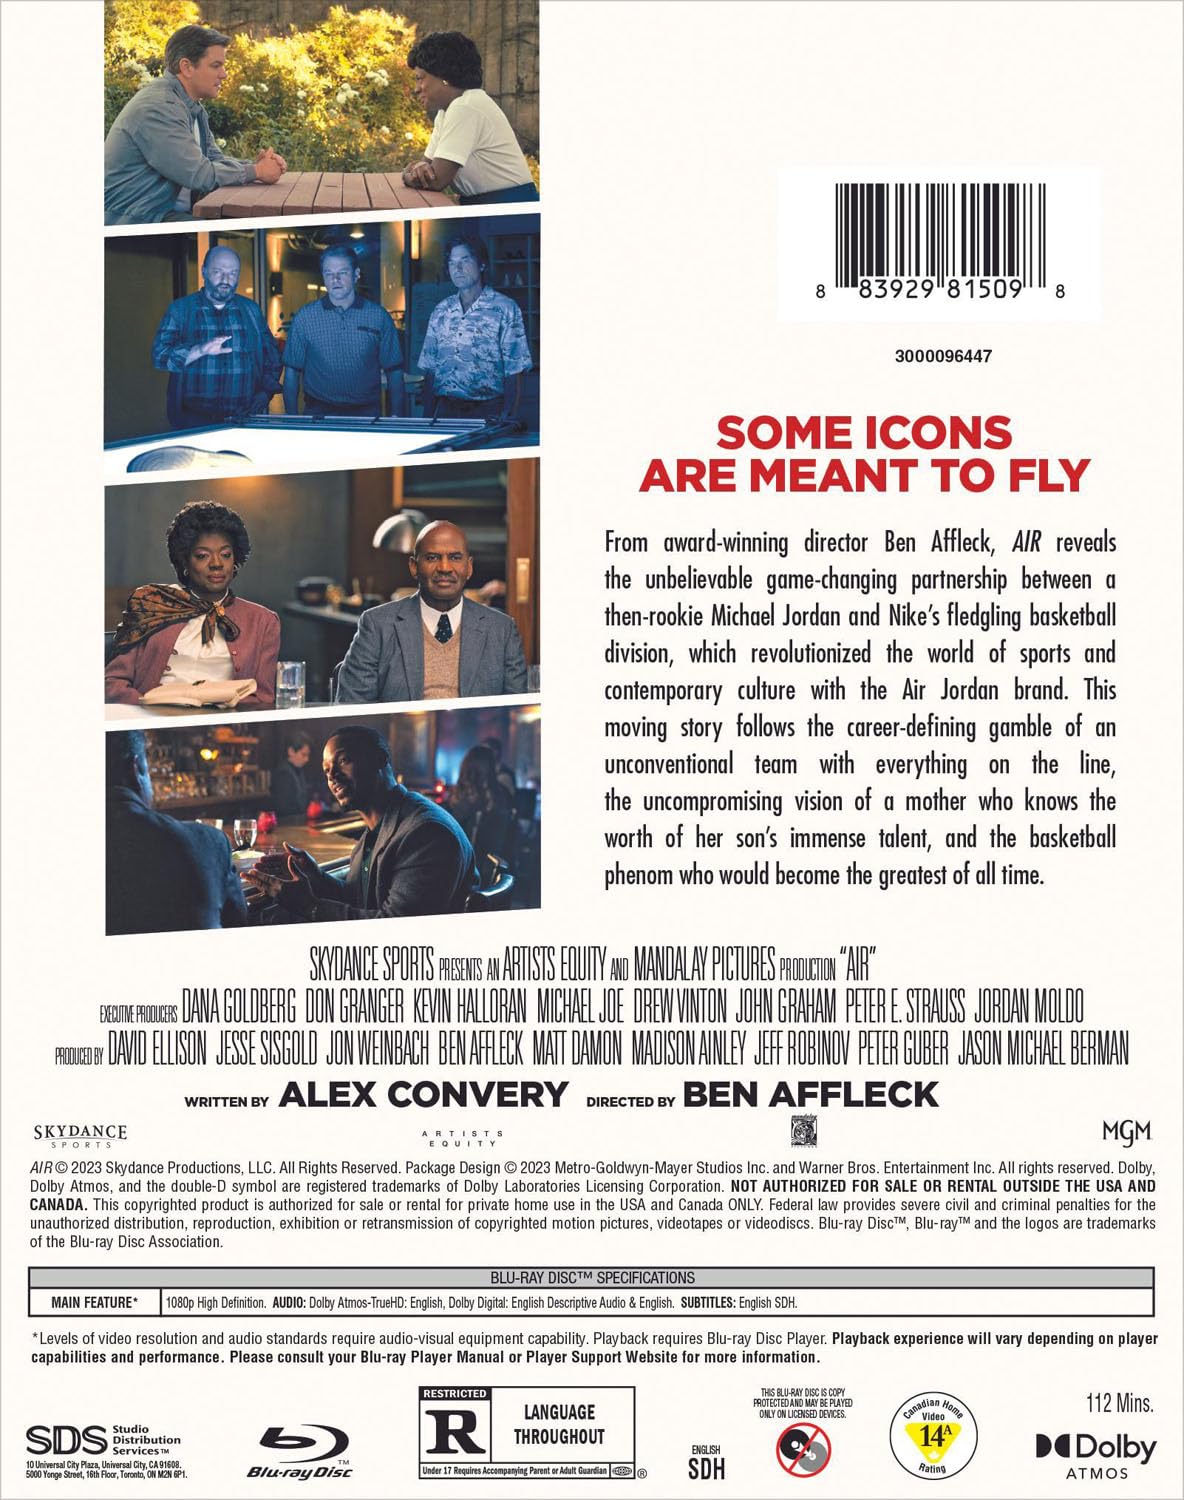 8 83929 81509 8
3000096447
SOME ICONS
ARE MEANT TO FLY
From award-winning director Ben Affleck, AIR reveals
the unbelievable game-changing partnership between a
then-rookie Michael Jordan and Nike's fledgling basketball
division, which revolutionized the world of sports and
contemporary culture with the Air Jordan brand. This
moving story follows the career-defining gamble of an
unconventional team with everything on the line,
the uncompromising vision of a mother who knows the
worth of her son's immense talent, and the basketball
phenom who would become the greatest of all time.
SKYDANCE SPORTS PRESENTS AN ARTISTS EQUITY AND MANDALAY PICTURES PRODUCTION "AIR"
EXECUTIVE PRODUCERS DANA GOLDBERG DON GRANGER KEVIN HALLORAN MICHAEL JOE DREW VINTON JOHN GRAHAM PETER E. STRAUSS JORDAN MOLDO
PRODUCED BY DAVID ELLISON JESSE SISGOLD JON WEINBACH BEN AFFLECK MATT DAMON MADISON AINLEY JEFF ROBINOV PETER GUBER JASON MICHAEL BERMAN
WRITTEN BY ALEX CONVERY DIRECTED BY BEN AFFLECK
SKYDANCE
SPORTS
ARTISTS
EQUITY
mandalay
MGM
AIR © 2023 Skydance Productions, LLC. All Rights Reserved. Package Design © 2023 Metro-Goldwyn-Mayer Studios Inc. and Warner Bros. Entertainment Inc. All rights reserved. Dolby,
Dolby Atmos, and the double-D symbol are registered trademarks of Dolby Laboratories Licensing Corporation. NOT AUTHORIZED FOR SALE OR RENTAL OUTSIDE THE USA AND
CANADA. This copyrighted product is authorized for sale or rental for private home use in the USA and Canada ONLY. Federal law provides severe civil and criminal penalties for the
unauthorized distribution, reproduction, exhibition or retransmission of copyrighted motion pictures, videotapes or videodiscs. Blu-ray Disc™, Blu-ray™ and the logos are trademarks
of the Blu-ray Disc Association.
BLU-RAY DISC™ SPECIFICATIONS
MAIN FEATURE* 1080p High Definition. AUDIO: Dolby Atmos-TrueHD: English, Dolby Digital: English Descriptive Audio & English. SUBTITLES: English SDH.
*Levels of video resolution and audio standards require audio-visual equipment capability. Playback requires Blu-ray Disc Player. Playback experience will vary depending on player
capabilities and performance. Please consult your Blu-ray Player Manual or Player Support Website for more information.
SDS Studio
Distribution
Services™
10 Universal City Plaza, Universal City, CA 91608.
5000 Yonge Street, 16th Floor, Toronto, ON M2N 6P1.
Blu-ray Disc™
RESTRICTED
R
LANGUAGE
THROUGHOUT
Under 17 Requires Accompanying Parent or Adult Guardian ®
ENGLISH
SDH
THIS BLU-RAY DISC IS COPY
PROTECTED AND MAY BE PLAYED
ONLY ON LICENSED DEVICES.
Canadian Home
Video
14A
Rating
112 Mins.
Dolby
ATMOS